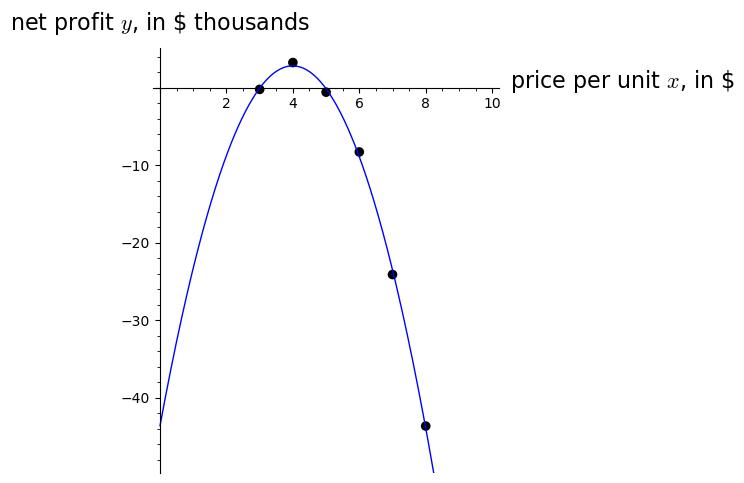 net profit y, in $ thousands
price per unit x, in $
2 4 6 8 10
−10
−20
−30
−40